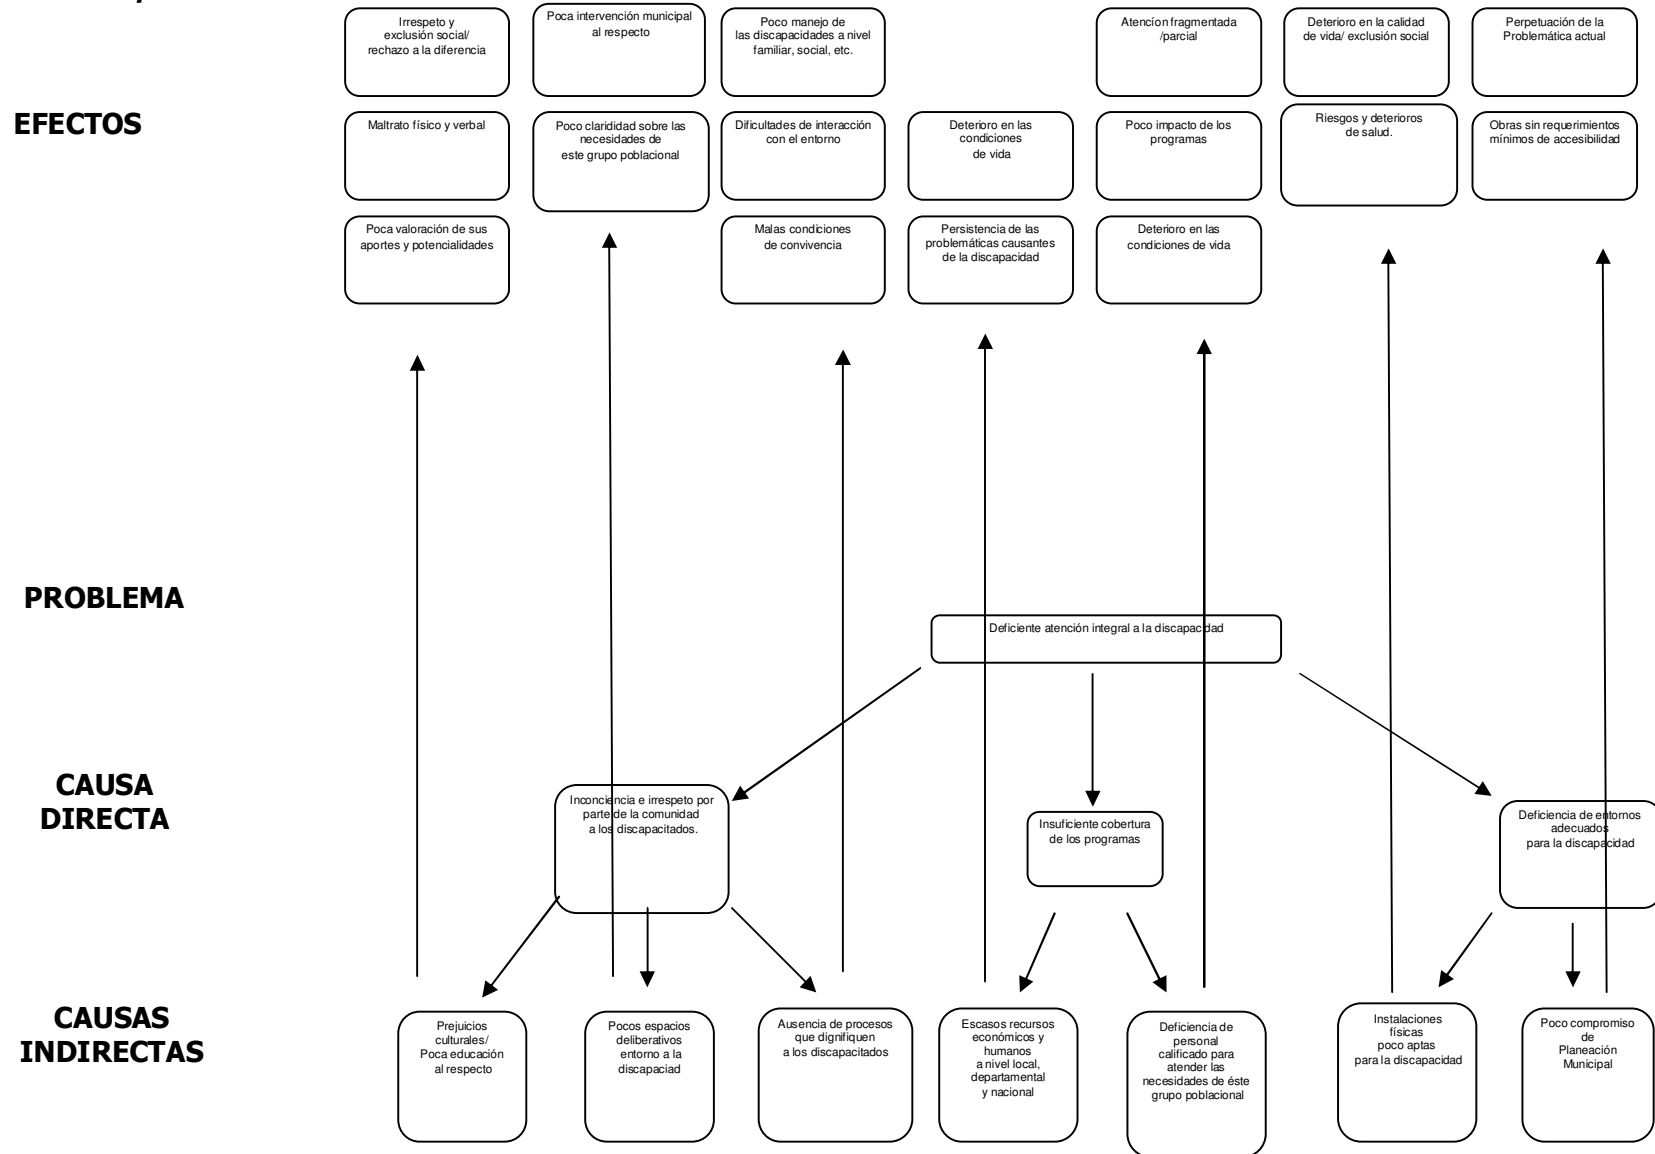 Irrespeto y
exclusión social/
rechazo a la diferencia
Poca intervención municipal
al respecto
Poco manejo de
las discapacidades a nivel
familiar, social, etc.
Atencíon fragmentada
/parcial
Deterioro en la calidad
de vida/ exclusión social
Perpetuación de la
Problemática actual
EFECTOS
Maltrato físico y verbal
Poco clarididad sobre las
necesidades de
este grupo poblacional
Dificultades de interacción
con el entorno
Deterioro en las
condiciones
de vida
Poco impacto de los
programas
Riesgos y deterioros
de salud.
Obras sin requerimientos
mínimos de accesibilidad
Poca valoración de sus
aportes y potencialidades
Malas condiciones
de convivencia
Persistencia de las
problemáticas causantes
de la discapacidad
Deterioro en las
condiciones de vida
PROBLEMA
Deficiente atención integral a la discapacidad
CAUSA
DIRECTA
Inconciencia e irrespeto por
parte de la comunidad
a los discapacitados.
Insuficiente cobertura
de los programas
Deficiencia de entornos
adecuados
para la discapacidad
CAUSAS
INDIRECTAS
Prejuicios
culturales/
Poca educación
al respecto
Pocos espacios
deliberativos
entorno a la
discapaciad
Ausencia de procesos
que dignifiquen
a los discapacitados
Escasos recursos
económicos y
humanos
a nivel local,
departamental
y nacional
Deficiencia de
personal
calificado para
atender las
necesidades de éste
grupo poblacional
Instalaciones
físicas
poco aptas
para la discapacidad
Poco compromiso
de
Planeación
Municipal